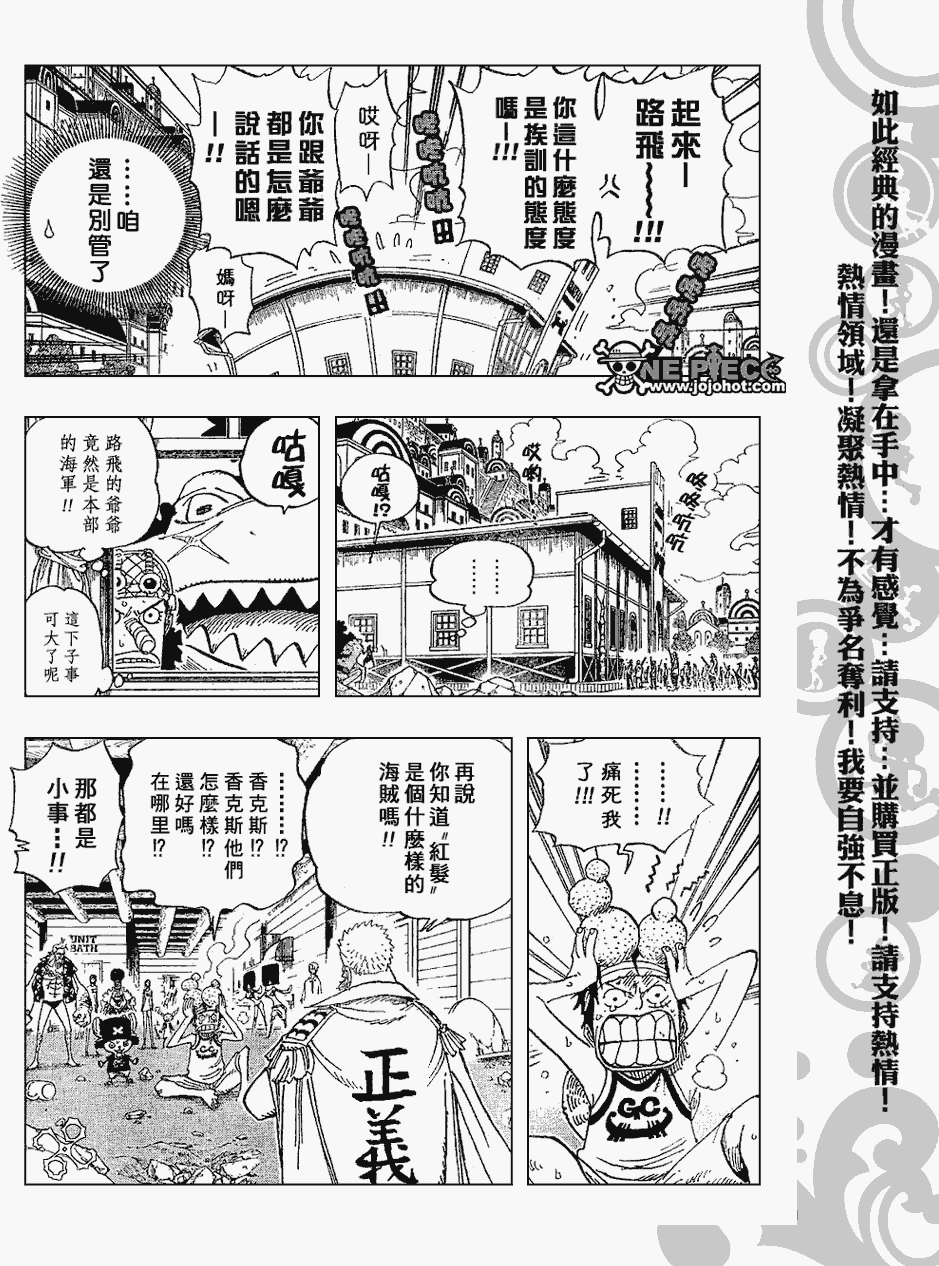 起來－
路飛～～～!!!
你這什麼態度
是挨訓的態度
嗎－!!!
哎呀－
你跟爺爺
都是怎麼
說話的嗯
－!!
媽呀－
……咱
還是別管了
ONE PIECE
www.jojohot.com
哎喲,
咕嘎!?
…… ……
咕嘎
路飛的爺爺
竟然是本部
的海軍!!
這下子事
可大了呢
……!!
……
痛死我
了!!!
GC
再說
你知道〝紅髮〞
是個什麼樣的
海賊嗎!!
………!?
香克斯!?
香克斯他們
怎麼樣!?
還好嗎
在哪里!?
那都是
小事…!!
UNIT
BATH
正義
如此經典的漫畫！還是拿在手中…才有感覺…請支持…並購買正版！請支持熱情！
熱情領域！凝聚熱情！不為爭名奪利！我要自強不息！